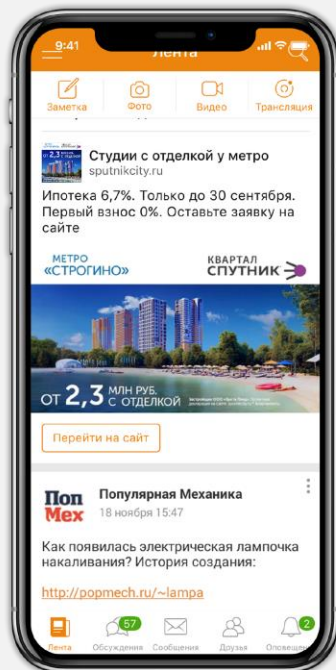 9:41
Лента
Заметка Фото Видео Трансляция
Студии с отделкой у метро
sputnikcity.ru
Ипотека 6,7%. Только до 30 сентября.
Первый взнос 0%. Оставьте заявку на
сайте
МЕТРО
«СТРОГИНО»
КВАРТАЛ
СПУТНИК
ОТ 2,3 МЛН РУБ.
С ОТДЕЛКОЙ
Перейти на сайт
Поп
Мех
Популярная Механика
18 ноября 15:47
Как появилась электрическая лампочка
накаливания? История создания:
http://popmech.ru/~lampa
57
2
Лента Обсуждения Сообщения Друзья Оповещен